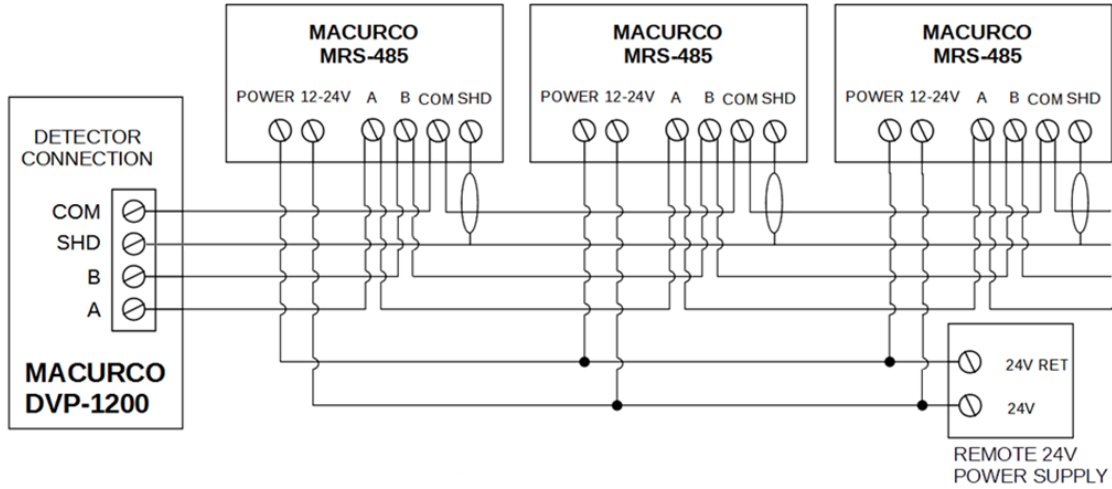 MACURCO
MRS-485
POWER 12-24V A B COM SHD
MACURCO
MRS-485
POWER 12-24V A B COM SHD
MACURCO
MRS-485
POWER 12-24V A B COM SHD
DETECTOR
CONNECTION
COM
SHD
B
A
MACURCO
DVP-1200
24V RET
24V
REMOTE 24V
POWER SUPPLY